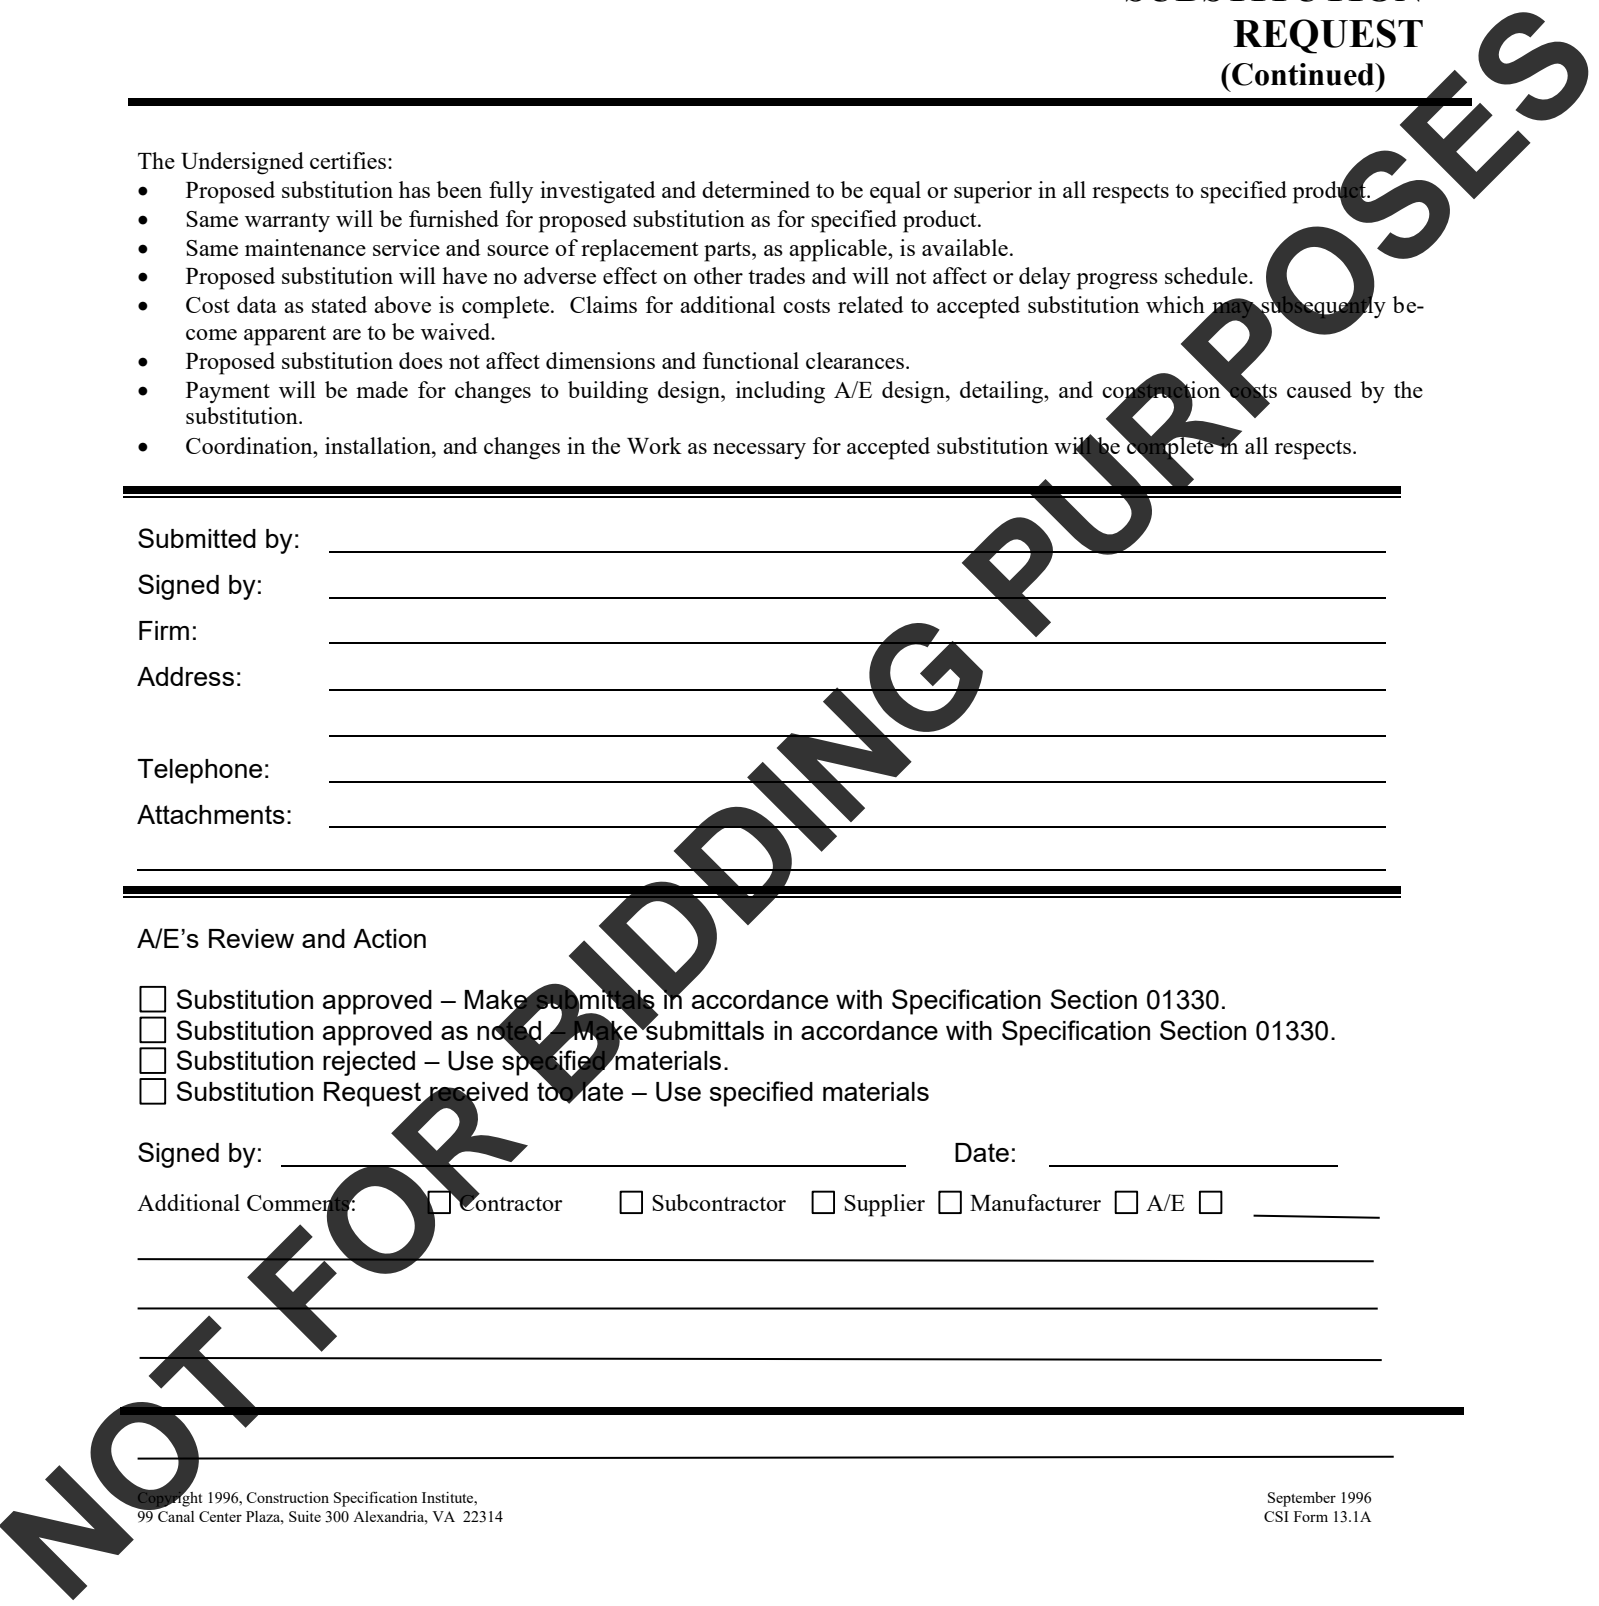 SUBSTITUTION
REQUEST
(Continued)
The Undersigned certifies:
• Proposed substitution has been fully investigated and determined to be equal or superior in all respects to specified product.
• Same warranty will be furnished for proposed substitution as for specified product.
• Same maintenance service and source of replacement parts, as applicable, is available.
• Proposed substitution will have no adverse effect on other trades and will not affect or delay progress schedule.
• Cost data as stated above is complete.  Claims for additional costs related to accepted substitution which may subsequently be-
come apparent are to be waived.
• Proposed substitution does not affect dimensions and functional clearances.
• Payment will be made for changes to building design, including A/E design, detailing, and construction costs caused by the
substitution.
• Coordination, installation, and changes in the Work as necessary for accepted substitution will be complete in all respects.
Submitted by:
Signed by:
Firm:
Address:
Telephone:
Attachments:
A/E’s Review and Action
☐ Substitution approved – Make submittals in accordance with Specification Section 01330.
☐ Substitution approved as noted – Make submittals in accordance with Specification Section 01330.
☐ Substitution rejected – Use specified materials.
☐ Substitution Request received too late – Use specified materials
Signed by: Date:
Additional Comments: ☐ Contractor ☐ Subcontractor ☐ Supplier ☐ Manufacturer ☐ A/E ☐
Copyright 1996, Construction Specification Institute, September 1996
99 Canal Center Plaza, Suite 300 Alexandria, VA  22314 CSI Form 13.1A
NOT FOR BIDDING PURPOSES